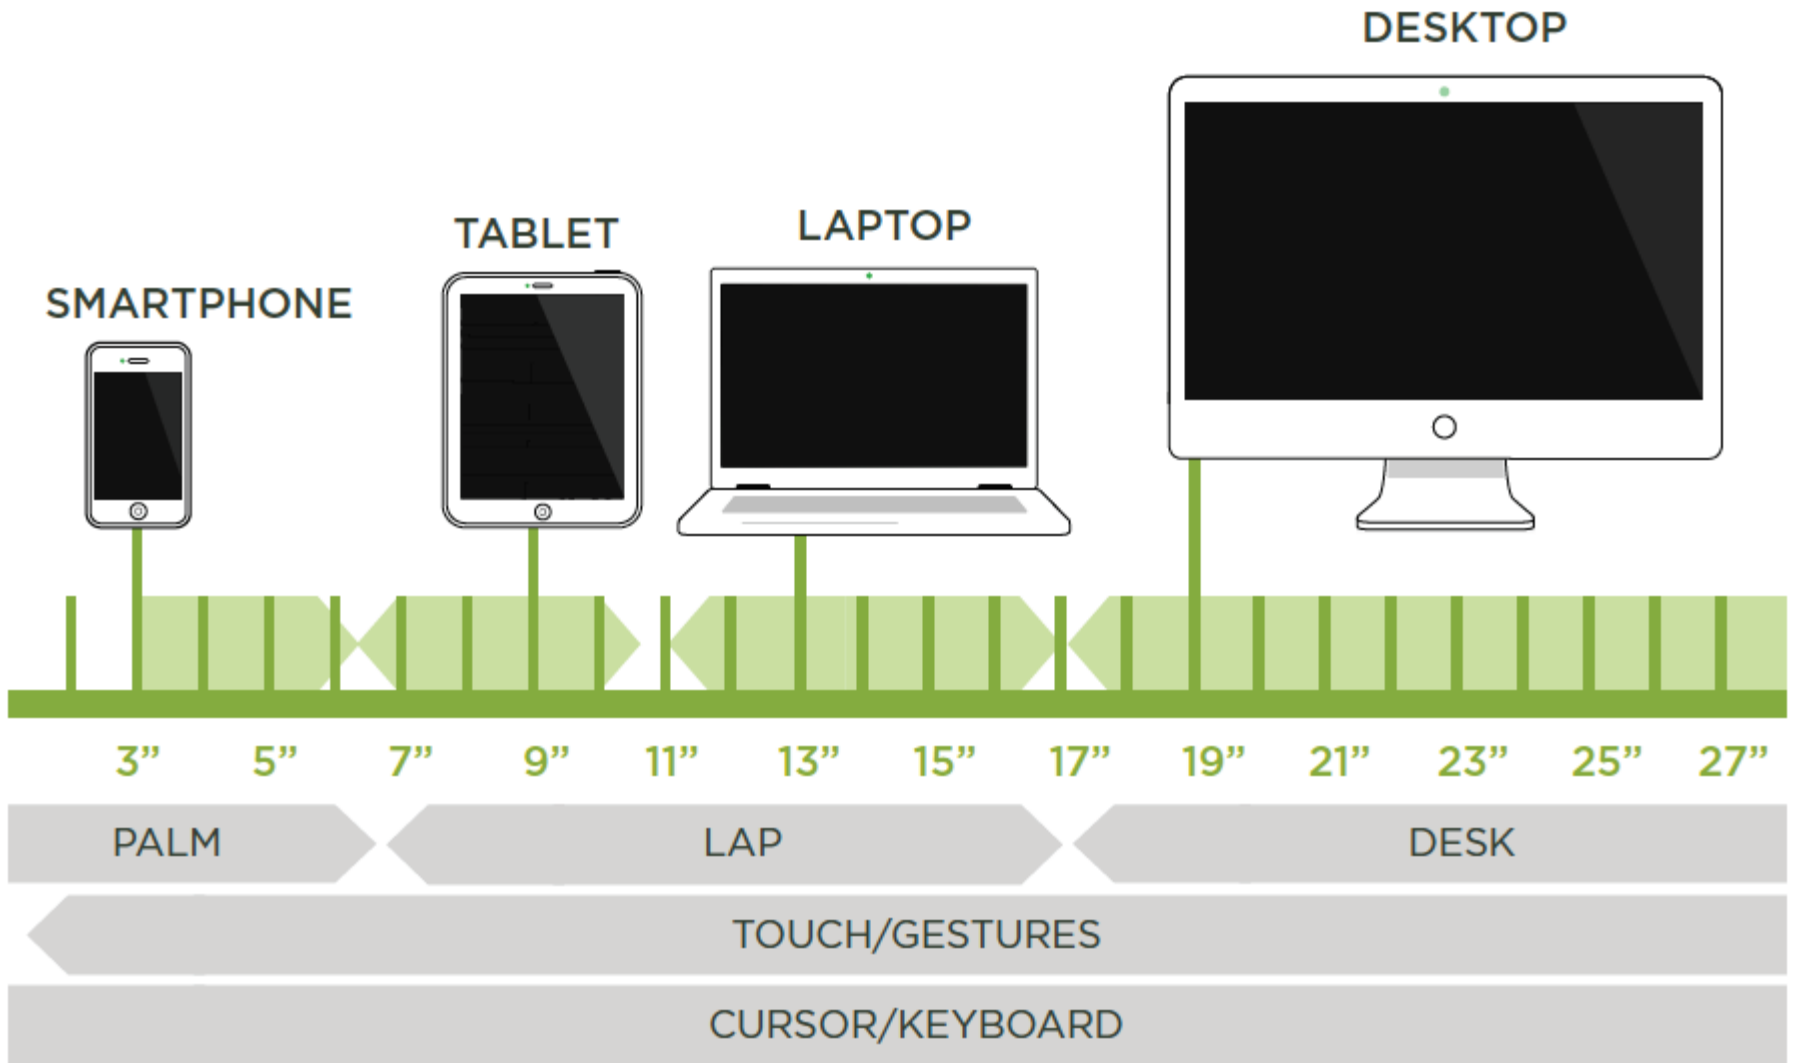 DESKTOP
TABLET
LAPTOP
SMARTPHONE
3” 5” 7” 9” 11” 13” 15” 17” 19” 21” 23” 25” 27”
PALM LAP DESK
TOUCH/GESTURES
CURSOR/KEYBOARD